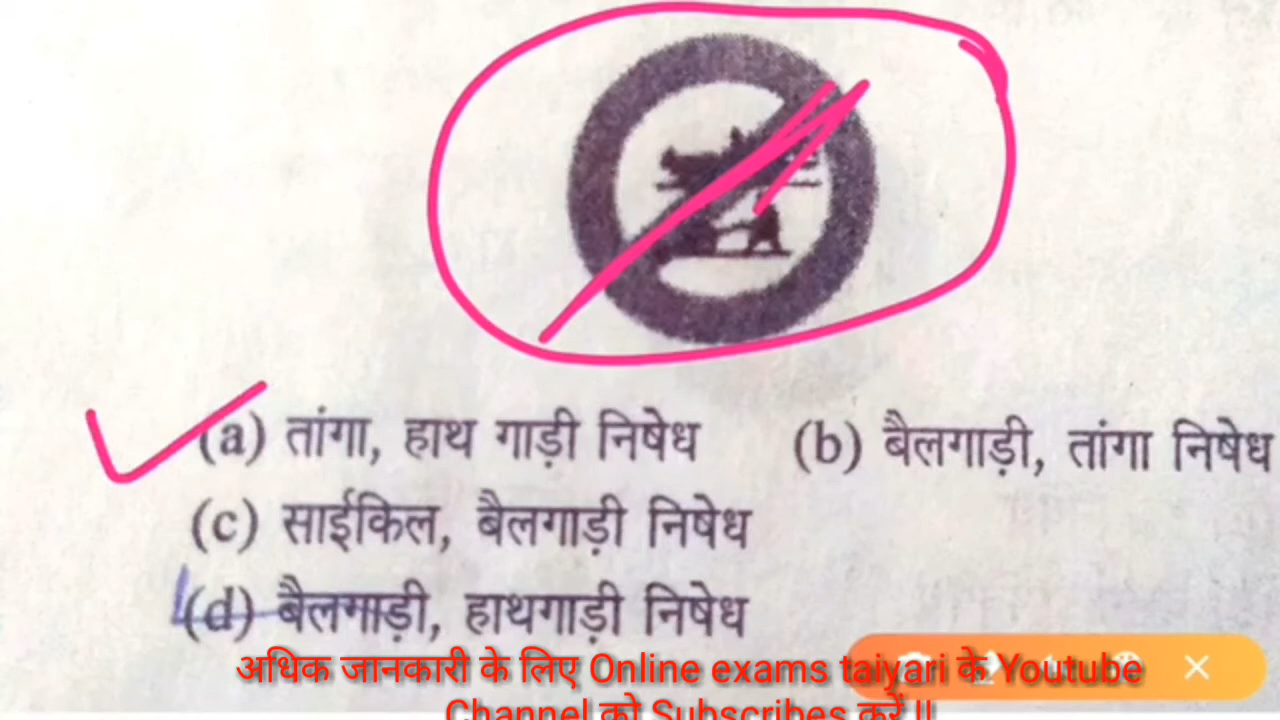 (a) तांगा, हाथ गाड़ी निषेध (b) बैलगाड़ी, तांगा निषेध
(c) साईकिल, बैलगाड़ी निषेध
(d) बैलगाड़ी, हाथगाड़ी निषेध
अधिक जानकारी के लिए Online exams taiyari के Youtube
Channel को Subscribes करें !!